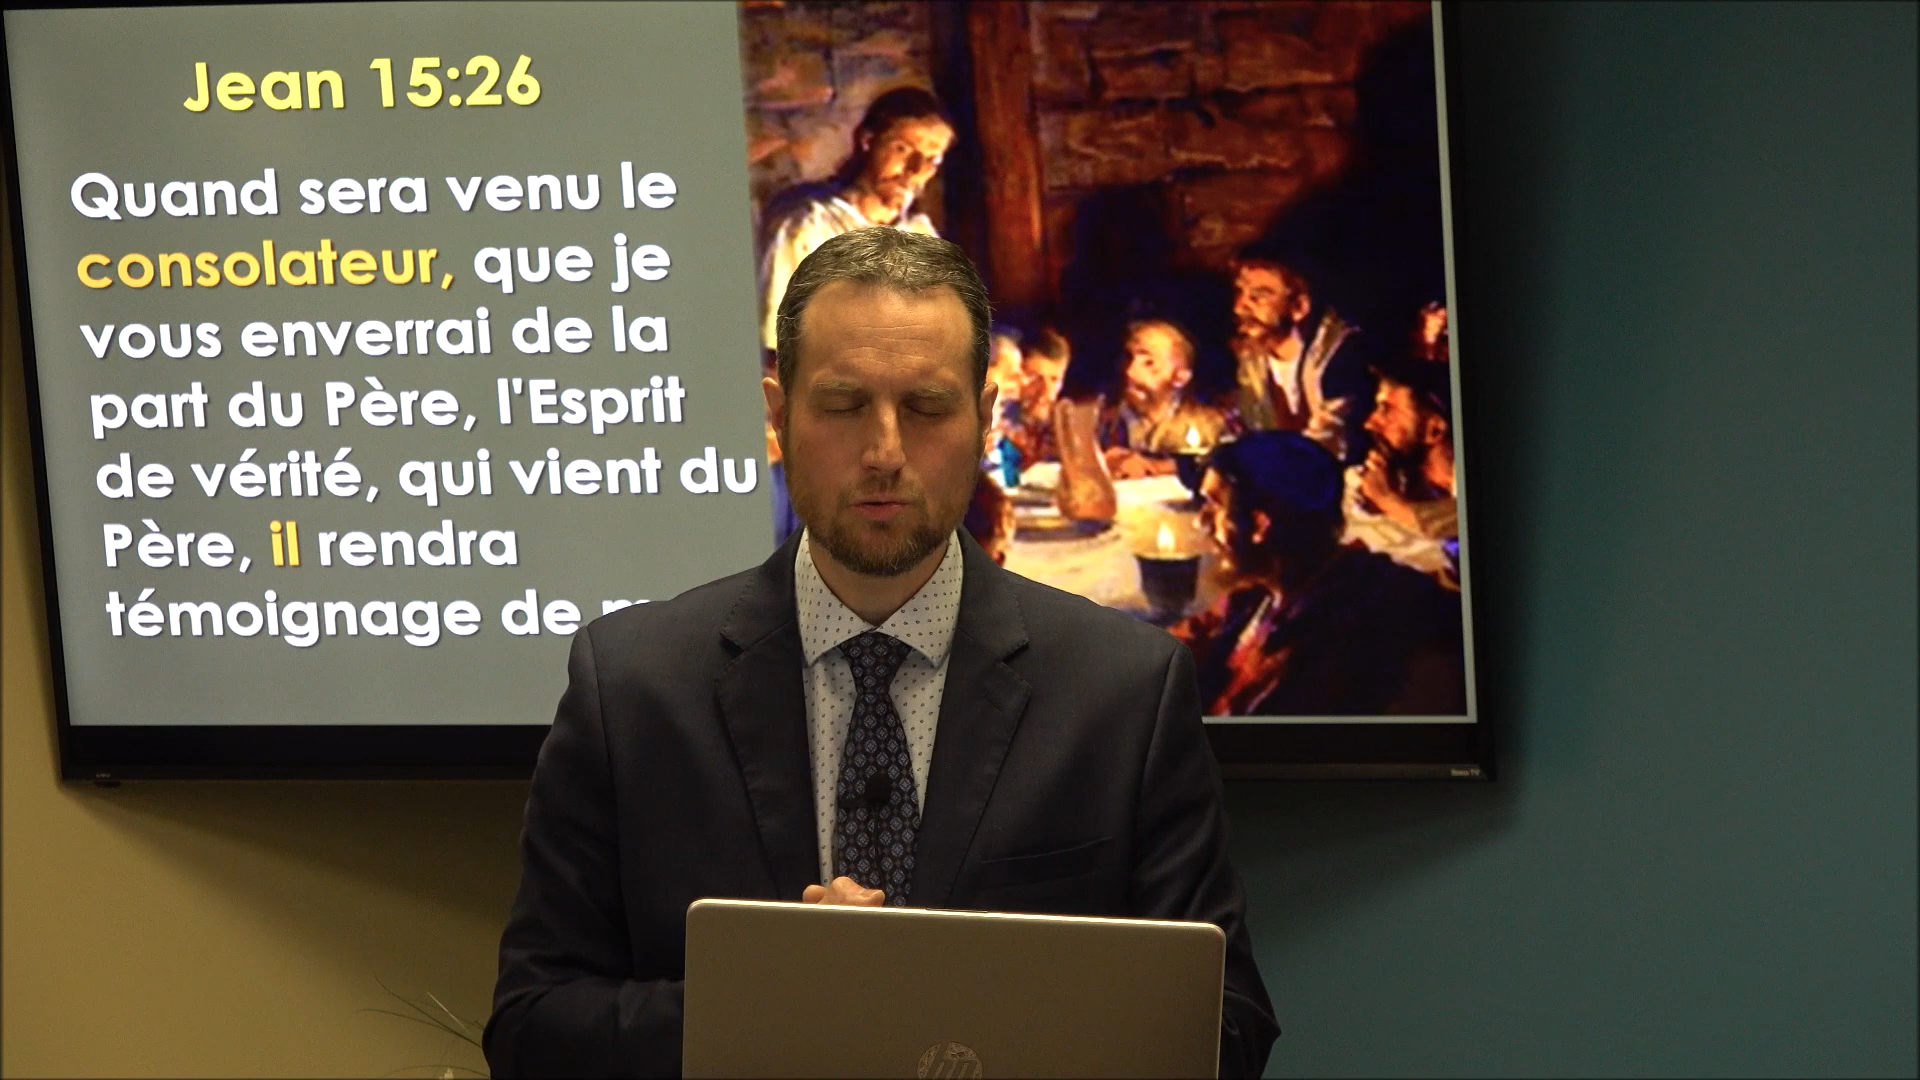 Jean 15:26
Quand sera venu le
consolateur, que je
vous enverrai de la
part du Père, l'Esprit
de vérité, qui vient du
Père, il rendra
témoignage de
hp